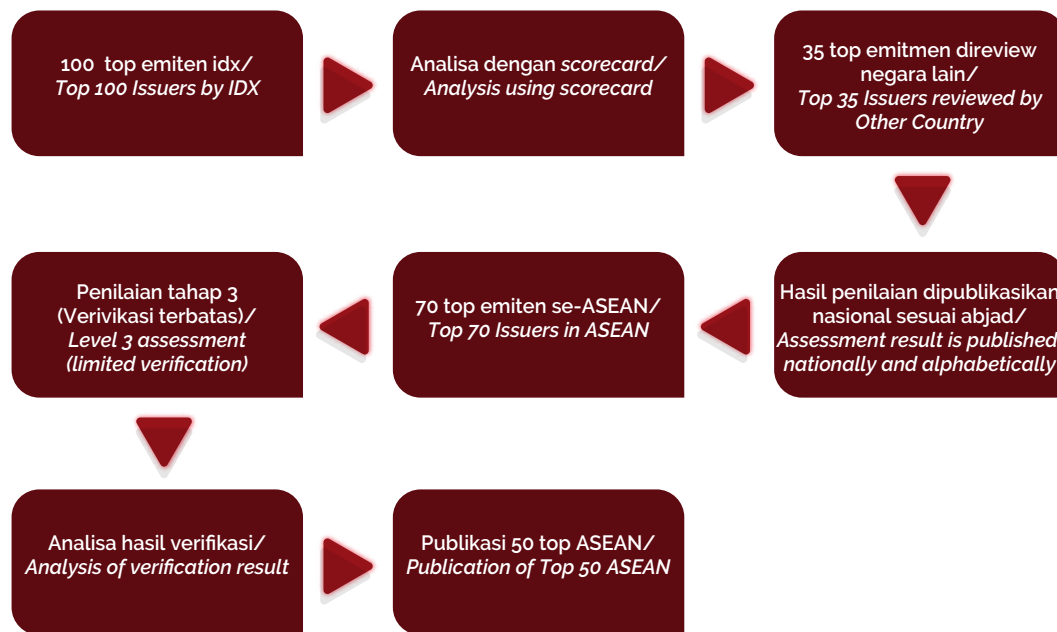 100 top emiten idx/
Top 100 Issuers by IDX
Analisa dengan scorecard/
Analysis using scorecard
35 top emitmen direview
negara lain/
Top 35 Issuers reviewed by
Other Country
Hasil penilaian dipublikasikan
nasional sesuai abjad/
Assessment result is published
nationally and alphabetically
70 top emiten se-ASEAN/
Top 70 Issuers in ASEAN
Penilaian tahap 3
(Verivikasi terbatas)/
Level 3 assessment
(limited verification)
Analisa hasil verifikasi/
Analysis of verification result
Publikasi 50 top ASEAN/
Publication of Top 50 ASEAN